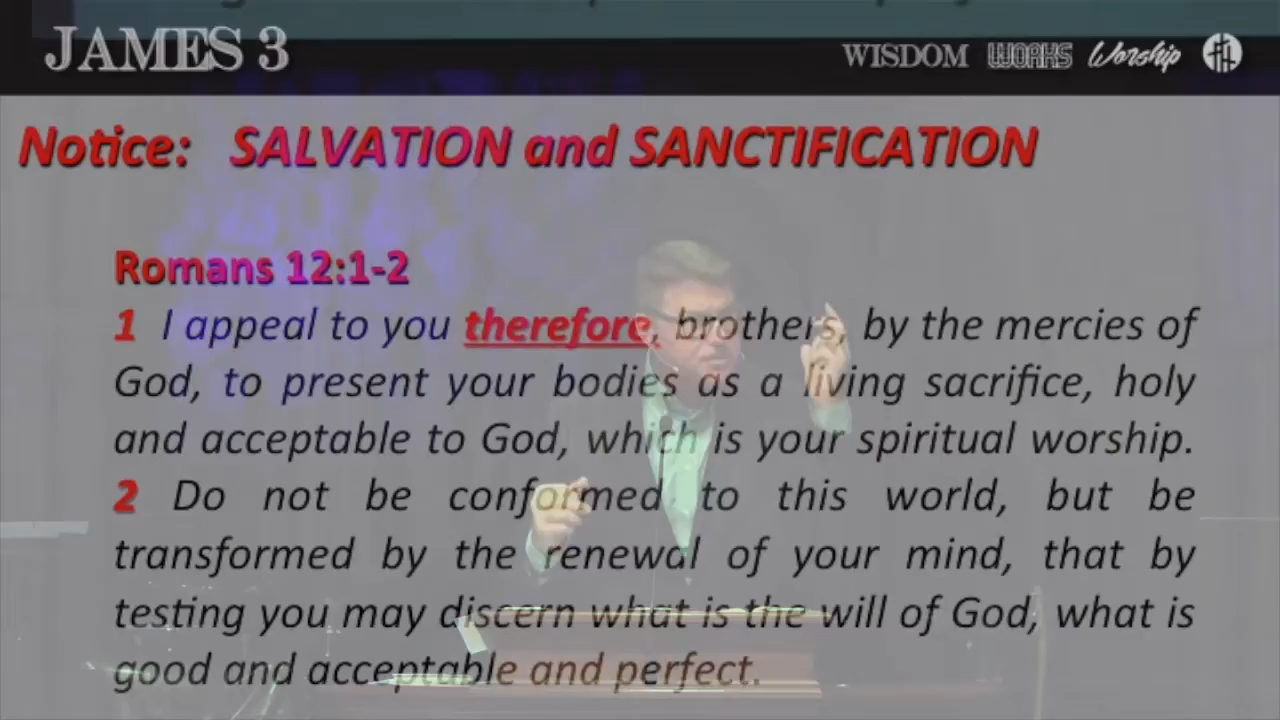 JAMES 3
WISDOM WORKS Worship
Notice: SALVATION and SANCTIFICATION
Romans 12:1-2
1 I appeal to you therefore, brothers, by the mercies of
God, to present your bodies as a living sacrifice, holy
and acceptable to God, which is your spiritual worship.
2 Do not be conformed to this world, but be
transformed by the renewal of your mind, that by
testing you may discern what is the will of God, what is
good and acceptable and perfect.